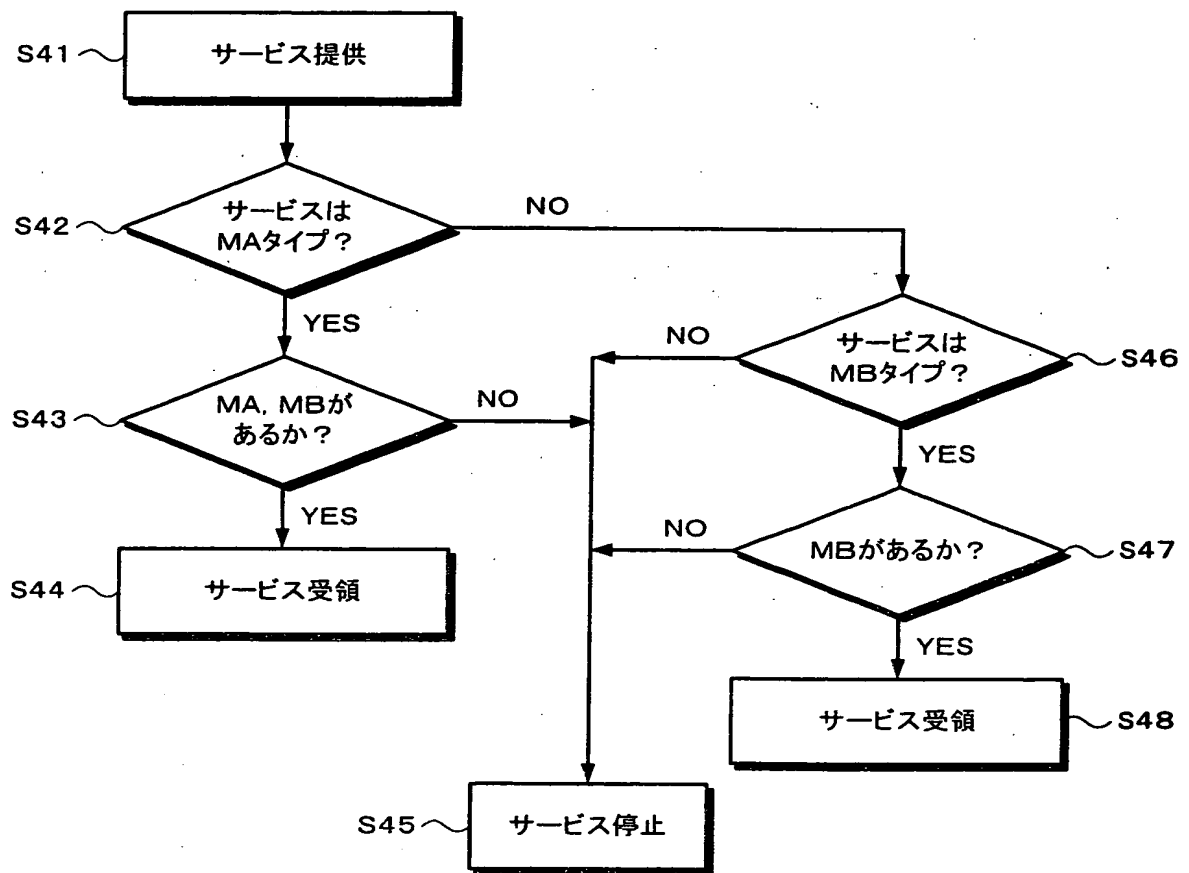 S41
サービス提供
S42
サービスは
MAタイプ?
NO
YES
S43
MA, MBが
あるか?
NO
YES
S44
サービス受領
NO
サービスは
MBタイプ?
S46
YES
NO
MBがあるか?
S47
YES
サービス受領
S48
S45
サービス停止